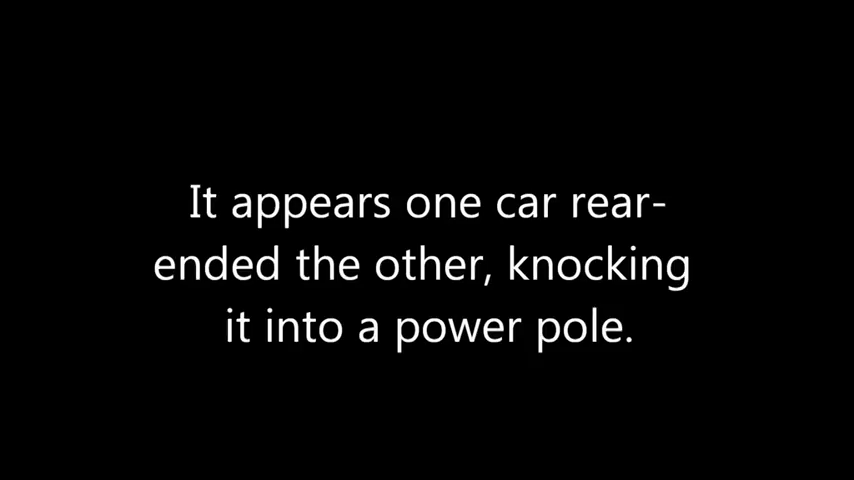 It appears one car rear-
ended the other, knocking
it into a power pole.